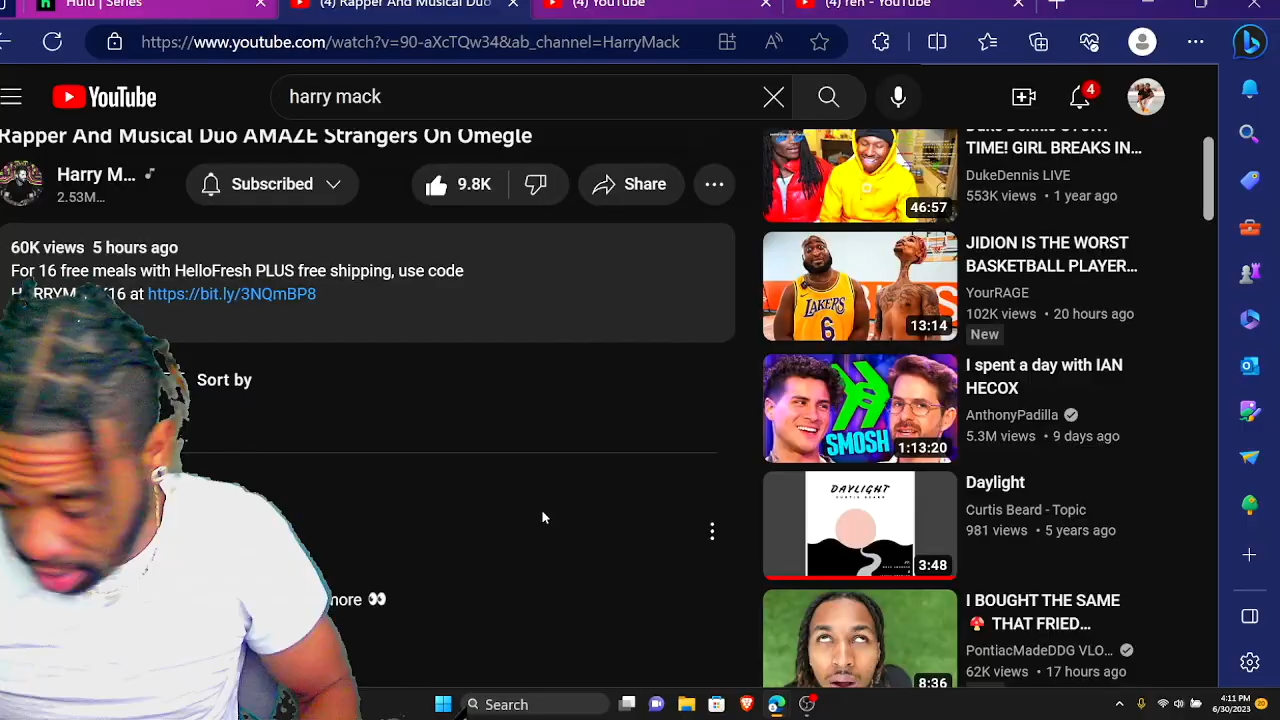 Hulu | Series
(4) Rapper And Musical Duo
(4) YouTube
(4) Yen - YouTube
https://www.youtube.com/watch?v=90-aXcTQw34&ab_channel=HarryMack
YouTube
harry mack
4
Rapper And Musical Duo AMAZE Strangers On Omegle
Harry M...
2.53M...
Subscribed
9.8K
Share
60K views 5 hours ago
For 16 free meals with HelloFresh PLUS free shipping, use code
at https://bit.ly/3NQmBP8
Sort by
more 👀
TIME! GIRL BREAKS IN...
DukeDennis LIVE
553K views • 1 year ago
46:57
JIDION IS THE WORST
BASKETBALL PLAYER...
YourRAGE
102K views • 20 hours ago
New
LAKERS
6
13:14
I spent a day with IAN
HECOX
AnthonyPadilla
5.3M views • 9 days ago
SMOSH
1:13:20
Daylight
Curtis Beard - Topic
981 views • 5 years ago
DAYLIGHT
CURTIS BEARD
3:48
I BOUGHT THE SAME
🍄 THAT FRIED...
PontiacMadeDDG VLO...
62K views • 17 hours ago
8:36
Search
4:11 PM
6/30/2023
20